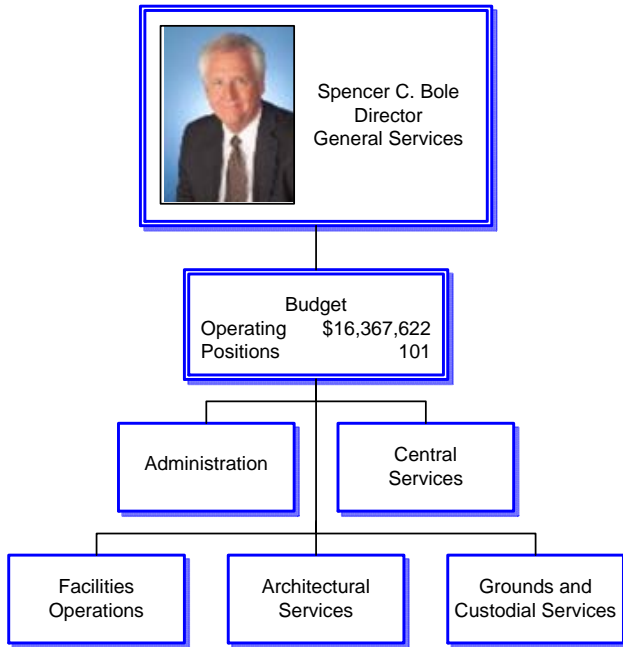 Spencer C. Bole
Director
General Services
Budget
Operating $16,367,622
Positions 101
Administration
Central
Services
Facilities
Operations
Architectural
Services
Grounds and
Custodial Services